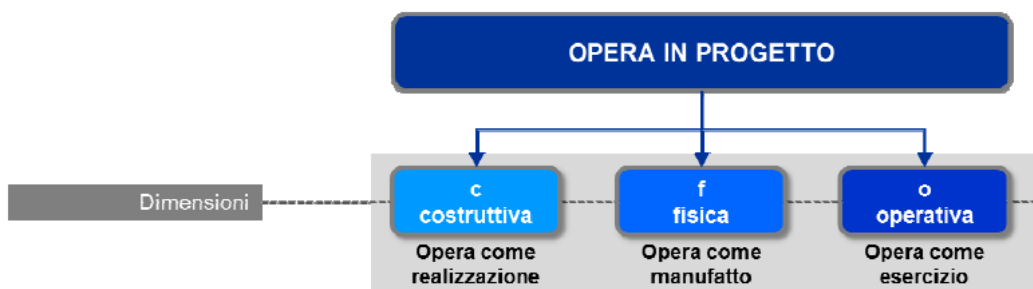 OPERA IN PROGETTO
Dimensioni
c
costruttiva
f
fisica
o
operativa
Opera come
realizzazione
Opera come
manufatto
Opera come
esercizio